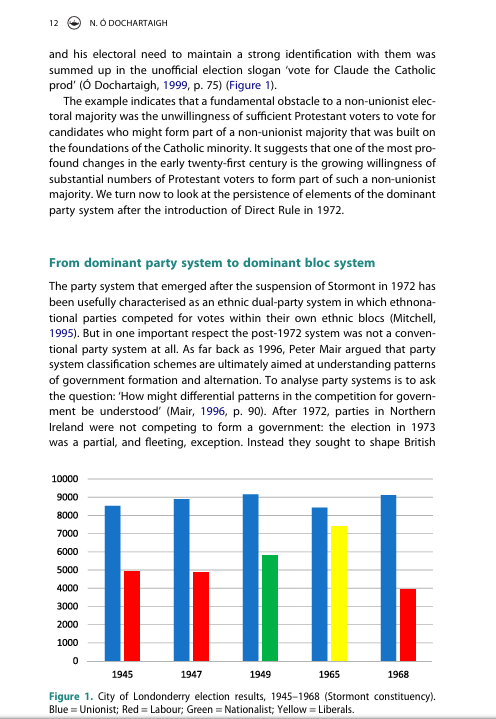 12 N. Ó DOCHARTAIGH
and his electoral need to maintain a strong identification with them was
summed up in the unofficial election slogan ‘vote for Claude the Catholic
prod’ (Ó Dochartaigh, 1999, p. 75) (Figure 1).
The example indicates that a fundamental obstacle to a non-unionist elec-
toral majority was the unwillingness of sufficient Protestant voters to vote for
candidates who might form part of a non-unionist majority that was built on
the foundations of the Catholic minority. It suggests that one of the most pro-
found changes in the early twenty-first century is the growing willingness of
substantial numbers of Protestant voters to form part of such a non-unionist
majority. We turn now to look at the persistence of elements of the dominant
party system after the introduction of Direct Rule in 1972.
From dominant party system to dominant bloc system
The party system that emerged after the suspension of Stormont in 1972 has
been usefully characterised as an ethnic dual-party system in which ethnona-
tional parties competed for votes within their own ethnic blocs (Mitchell,
1995). But in one important respect the post-1972 system was not a conven-
tional party system at all. As far back as 1996, Peter Mair argued that party
system classification schemes are ultimately aimed at understanding patterns
of government formation and alternation. To analyse party systems is to ask
the question: ‘How might differential patterns in the competition for govern-
ment be understood’ (Mair, 1996, p. 90). After 1972, parties in Northern
Ireland were not competing to form a government: the election in 1973
was a partial, and fleeting, exception. Instead they sought to shape British
10000
9000
8000
7000
6000
5000
4000
3000
2000
1000
0
1945 1947 1949 1965 1968
Figure 1. City of Londonderry election results, 1945–1968 (Stormont constituency).
Blue = Unionist; Red = Labour; Green = Nationalist; Yellow = Liberals.